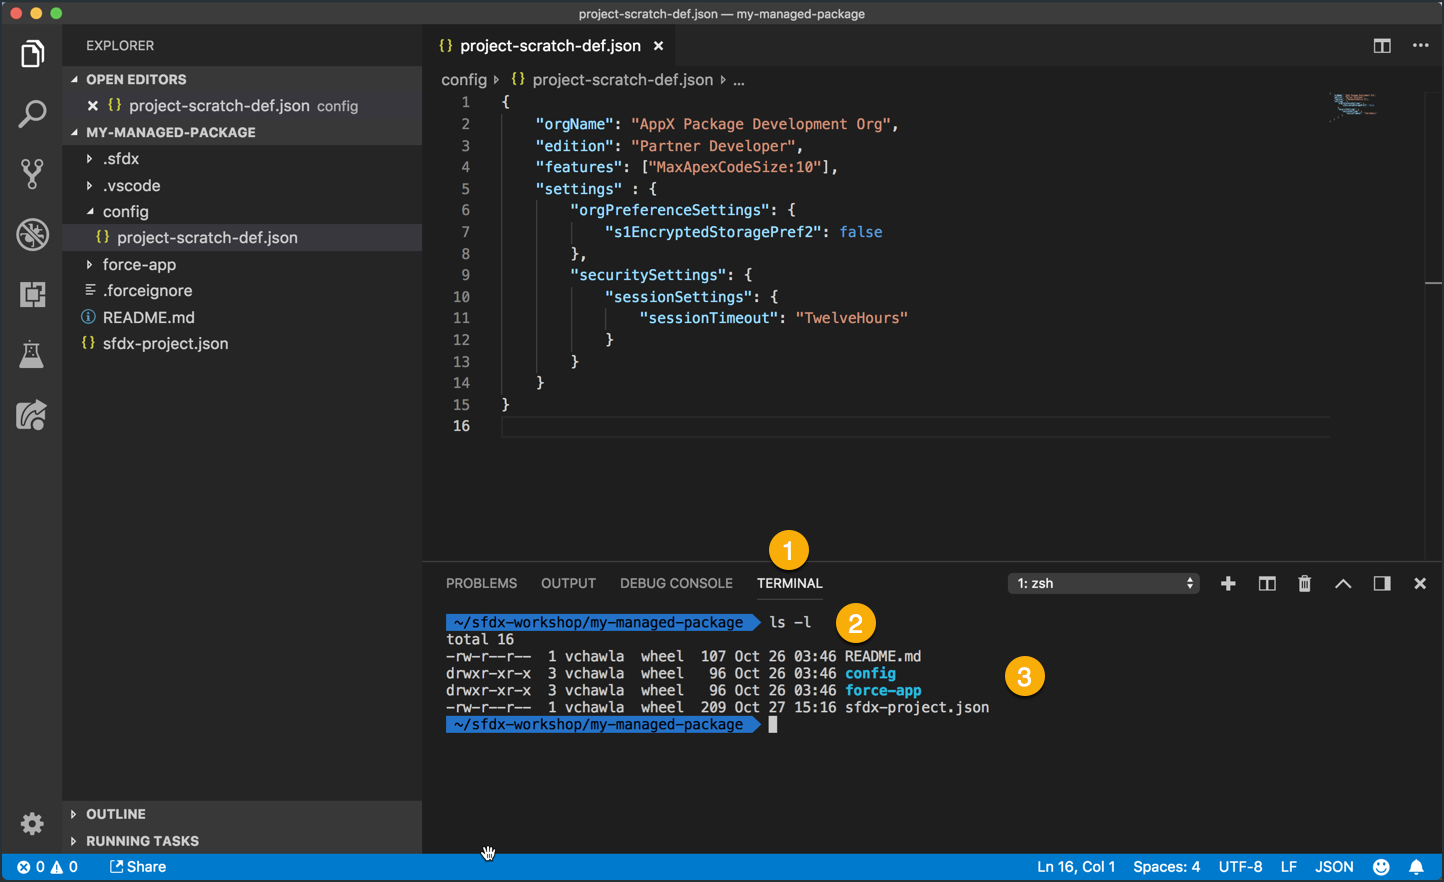 project-scratch-def.json — my-managed-package
EXPLORER
OPEN EDITORS
project-scratch-def.json config
MY-MANAGED-PACKAGE
.sfdx
.vscode
config
{} project-scratch-def.json
force-app
.forceignore
README.md
{} sfdx-project.json
OUTLINE
RUNNING TASKS
{} project-scratch-def.json ×
config › {} project-scratch-def.json › ...
1 {
2 "orgName": "AppX Package Development Org",
3 "edition": "Partner Developer",
4 "features": ["MaxApexCodeSize:10"],
5 "settings" : {
6 "orgPreferenceSettings": {
7 "s1EncryptedStoragePref2": false
8 },
9 "securitySettings": {
10 "sessionSettings": {
11 "sessionTimeout": "TwelveHours"
12 }
13 }
14 }
15 }
16
1
PROBLEMS OUTPUT DEBUG CONSOLE TERMINAL 1: zsh
~/sfdx-workshop/my-managed-package ls -l 2
total 16
-rw-r--r-- 1 vchawla wheel 107 Oct 26 03:46 README.md
drwxr-xr-x 3 vchawla wheel 96 Oct 26 03:46 config 3
drwxr-xr-x 3 vchawla wheel 96 Oct 26 03:46 force-app
-rw-r--r-- 1 vchawla wheel 209 Oct 27 15:16 sfdx-project.json
~/sfdx-workshop/my-managed-package
0 0 Share Ln 16, Col 1 Spaces: 4 UTF-8 LF JSON